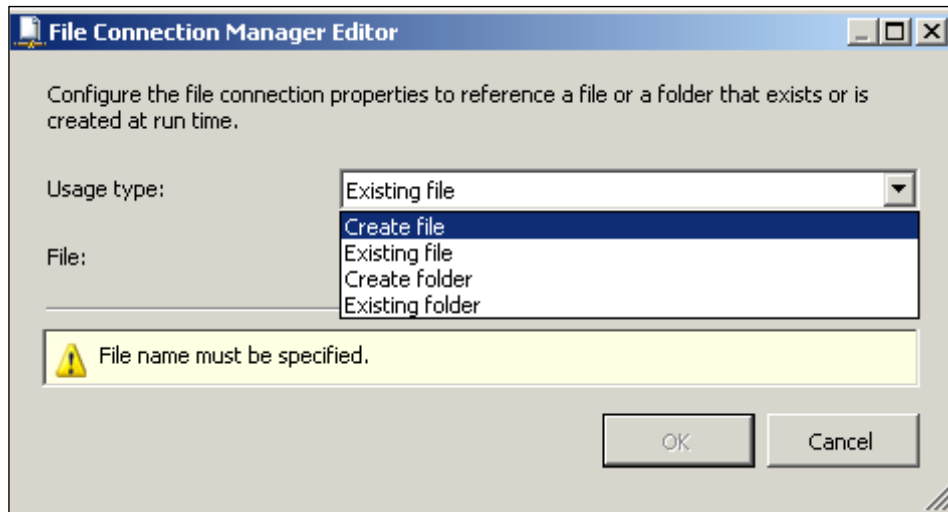 File Connection Manager Editor
Configure the file connection properties to reference a file or a folder that exists or is
created at run time.
Usage type:
Existing file
Create file
Existing file
Create folder
Existing folder
File:
File name must be specified.
OK
Cancel